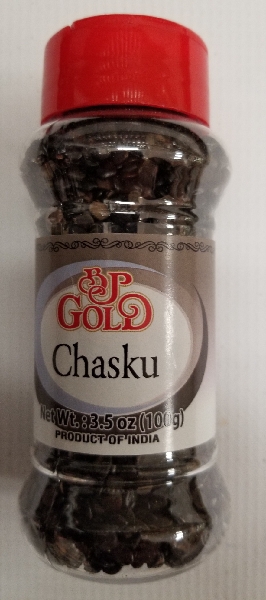 BP
GOLD
Chasku
Net Wt. : 3.5 oz (100g)
PRODUCT OF INDIA